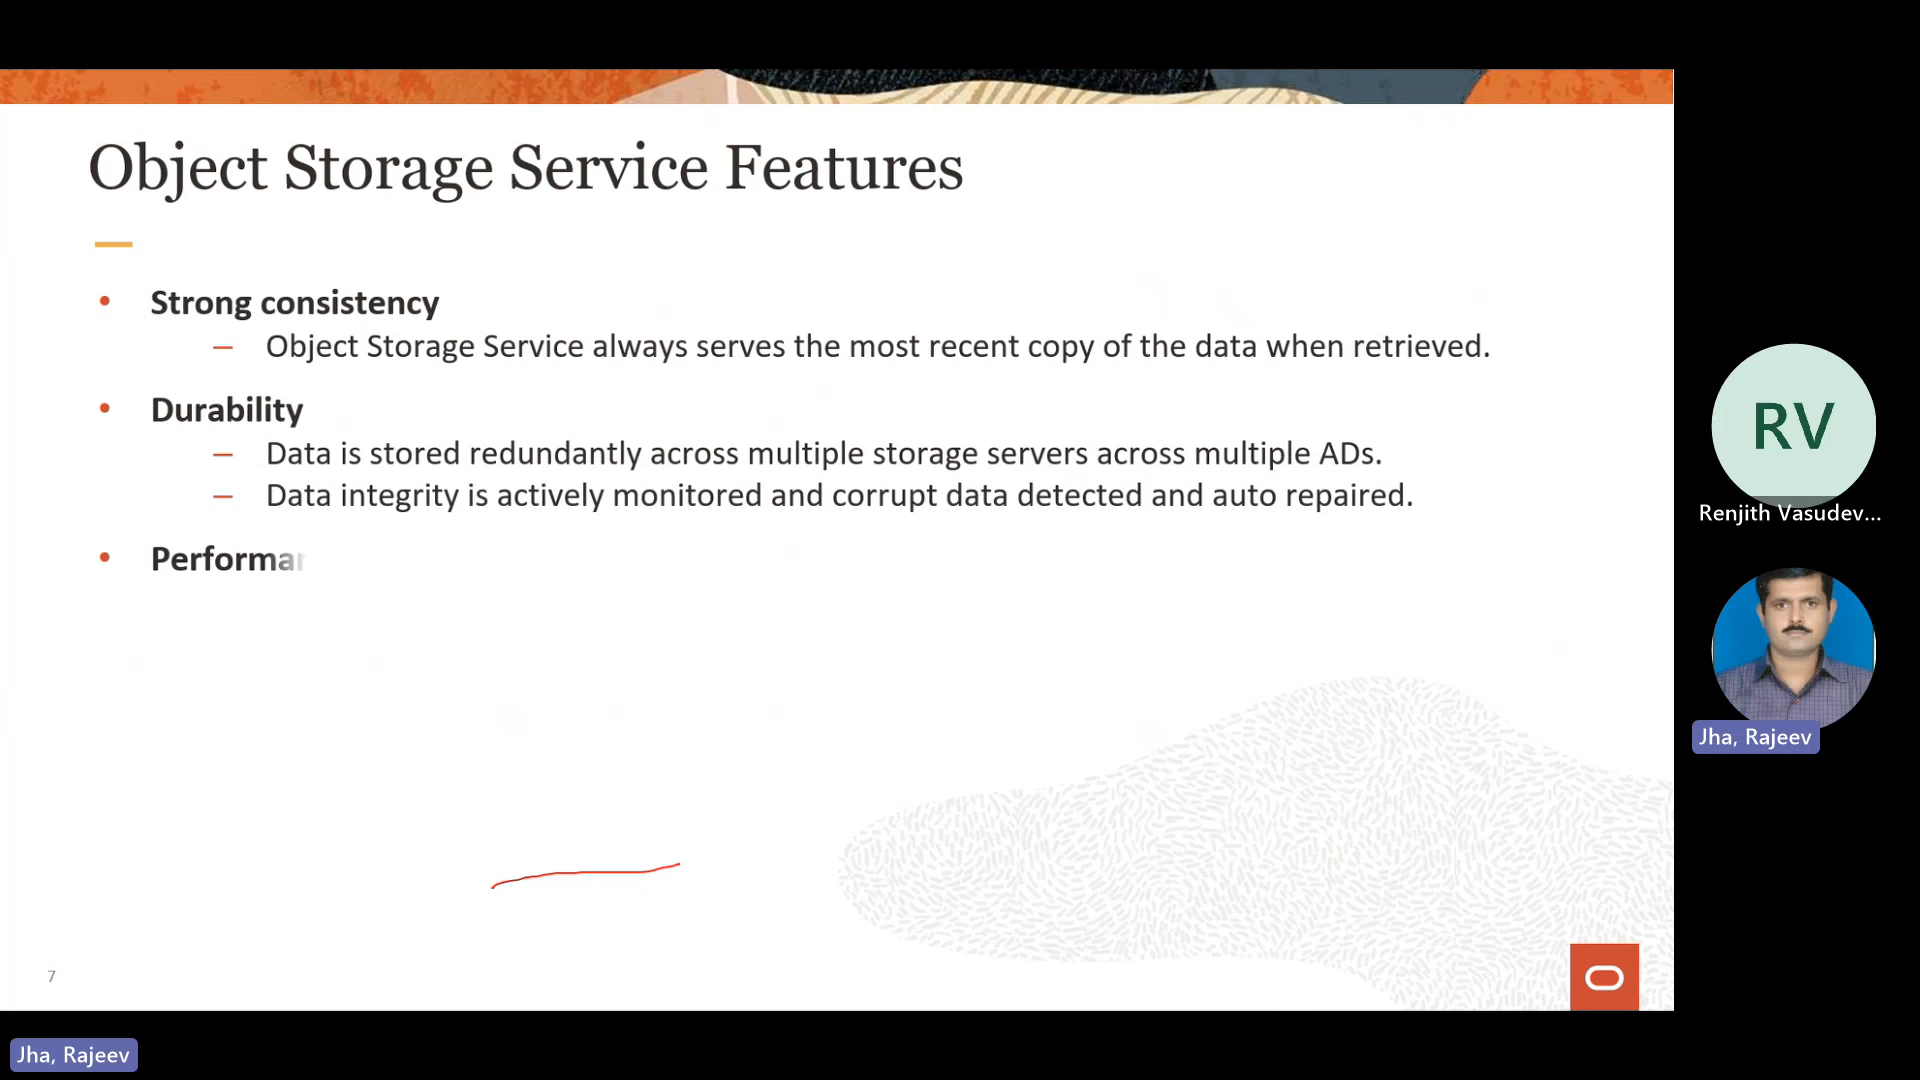 Object Storage Service Features
• Strong consistency
– Object Storage Service always serves the most recent copy of the data when retrieved.
• Durability
– Data is stored redundantly across multiple storage servers across multiple ADs.
– Data integrity is actively monitored and corrupt data detected and auto repaired.
• Performan
7
RV
Renjith Vasudev...
Jha, Rajeev
Jha, Rajeev